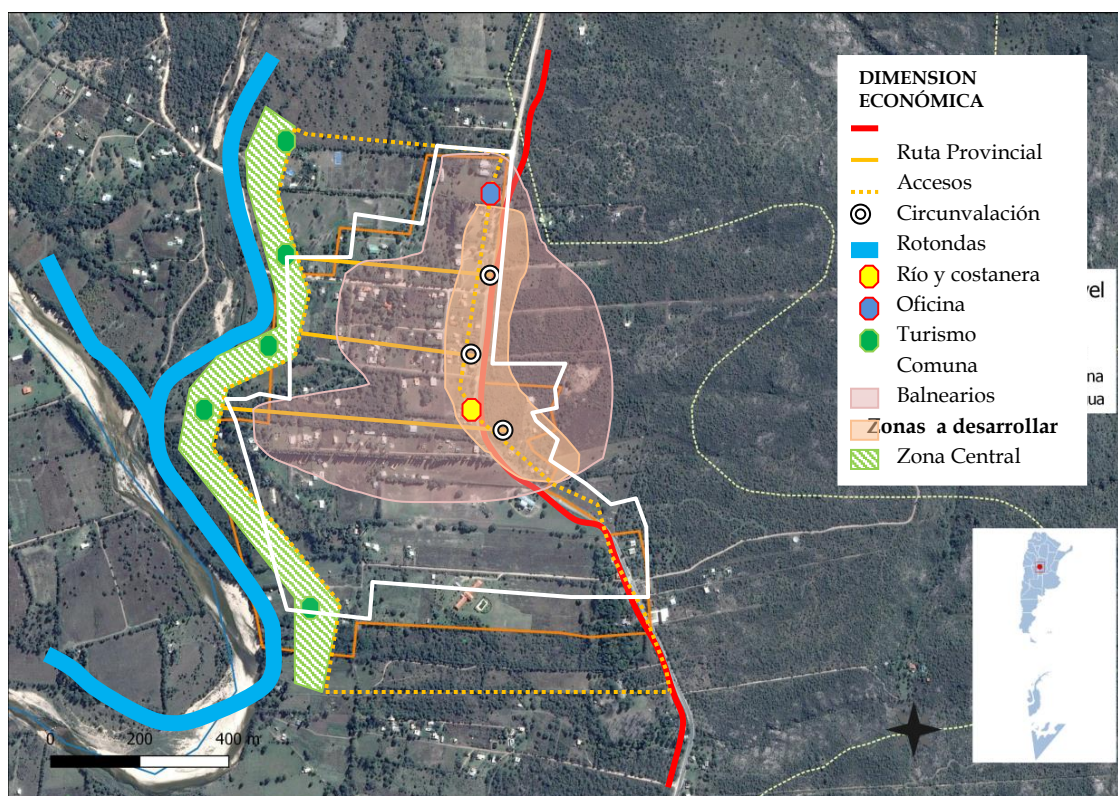 DIMENSION
ECONÓMICA
Ruta Provincial
Accesos
Circunvalación
Rotondas
Río y costanera
Oficina
Turismo
Comuna
Balnearios
Zonas a desarrollar
Zona Central
vel
ma
ua
0 200 400 m